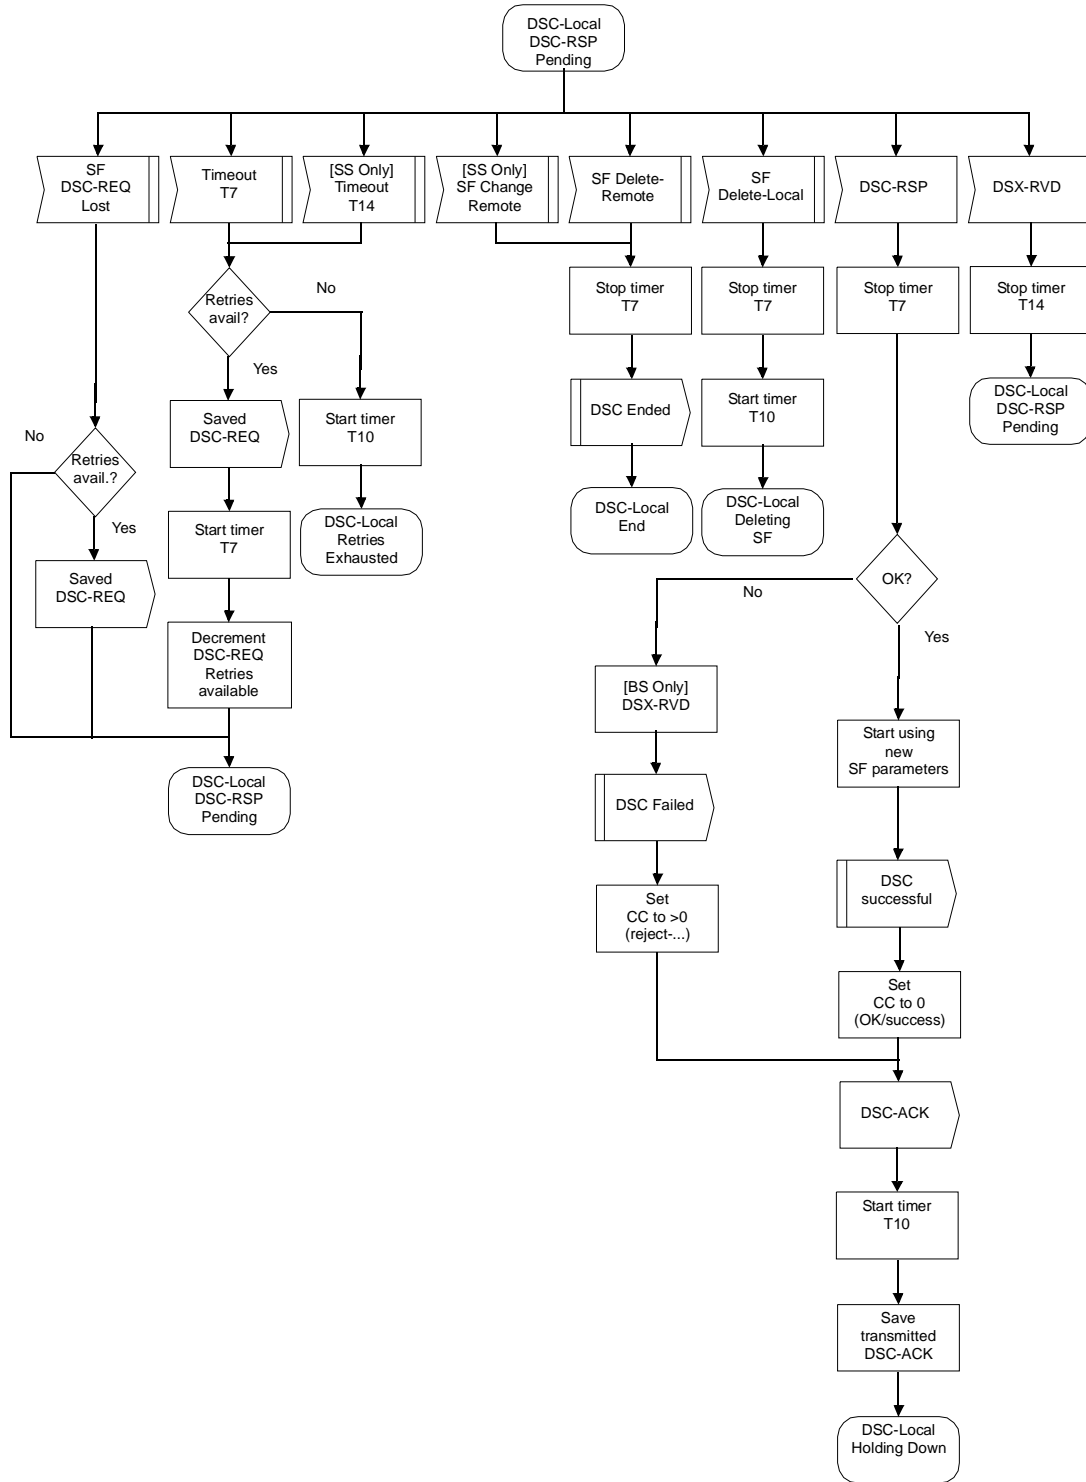 DSC-Local
DSC-RSP
Pending
SF
DSC-REQ
Lost
Timeout
T7
[SS Only]
Timeout
T14
[SS Only]
SF Change
Remote
SF Delete-
Remote
SF
Delete-Local
DSC-RSP
DSX-RVD
Retries
avail?
No
Yes
Stop timer
T7
Stop timer
T7
Stop timer
T7
Stop timer
T14
Saved
DSC-REQ
Start timer
T10
DSC Ended
Start timer
T10
DSC-Local
DSC-RSP
Pending
No
Retries
avail.?
Yes
Start timer
T7
DSC-Local
Retries
Exhausted
DSC-Local
End
DSC-Local
Deleting
SF
Saved
DSC-REQ
OK?
No
Yes
Decrement
DSC-REQ
Retries
available
[BS Only]
DSX-RVD
Start using
new
SF parameters
DSC-Local
DSC-RSP
Pending
DSC Failed
DSC
successful
Set
CC to >0
(reject-...)
Set
CC to 0
(OK/success)
DSC-ACK
Start timer
T10
Save
transmitted
DSC-ACK
DSC-Local
Holding Down